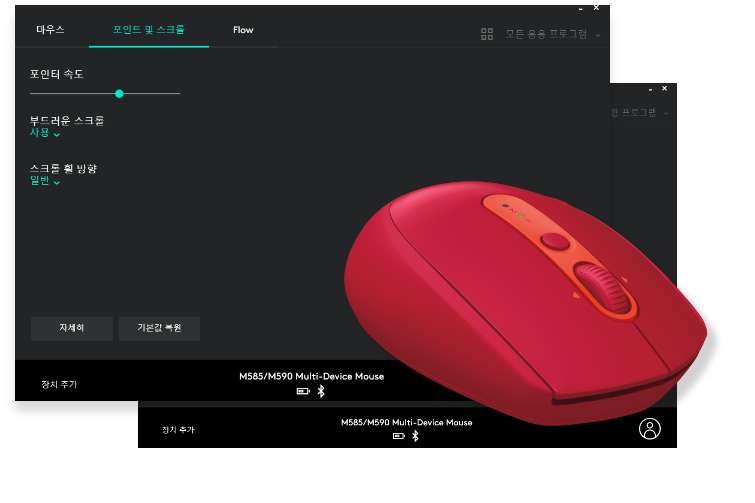 마우스
포인트 및 스크롤
Flow
모든 응용 프로그램
포인터 속도
부드러운 스크롤
사용
스크롤 휠 방향
일반
자세히
기본값 복원
장치 추가
M585/M590 Multi-Device Mouse
용 프로그램
장치 추가
M585/M590 Multi-Device Mouse